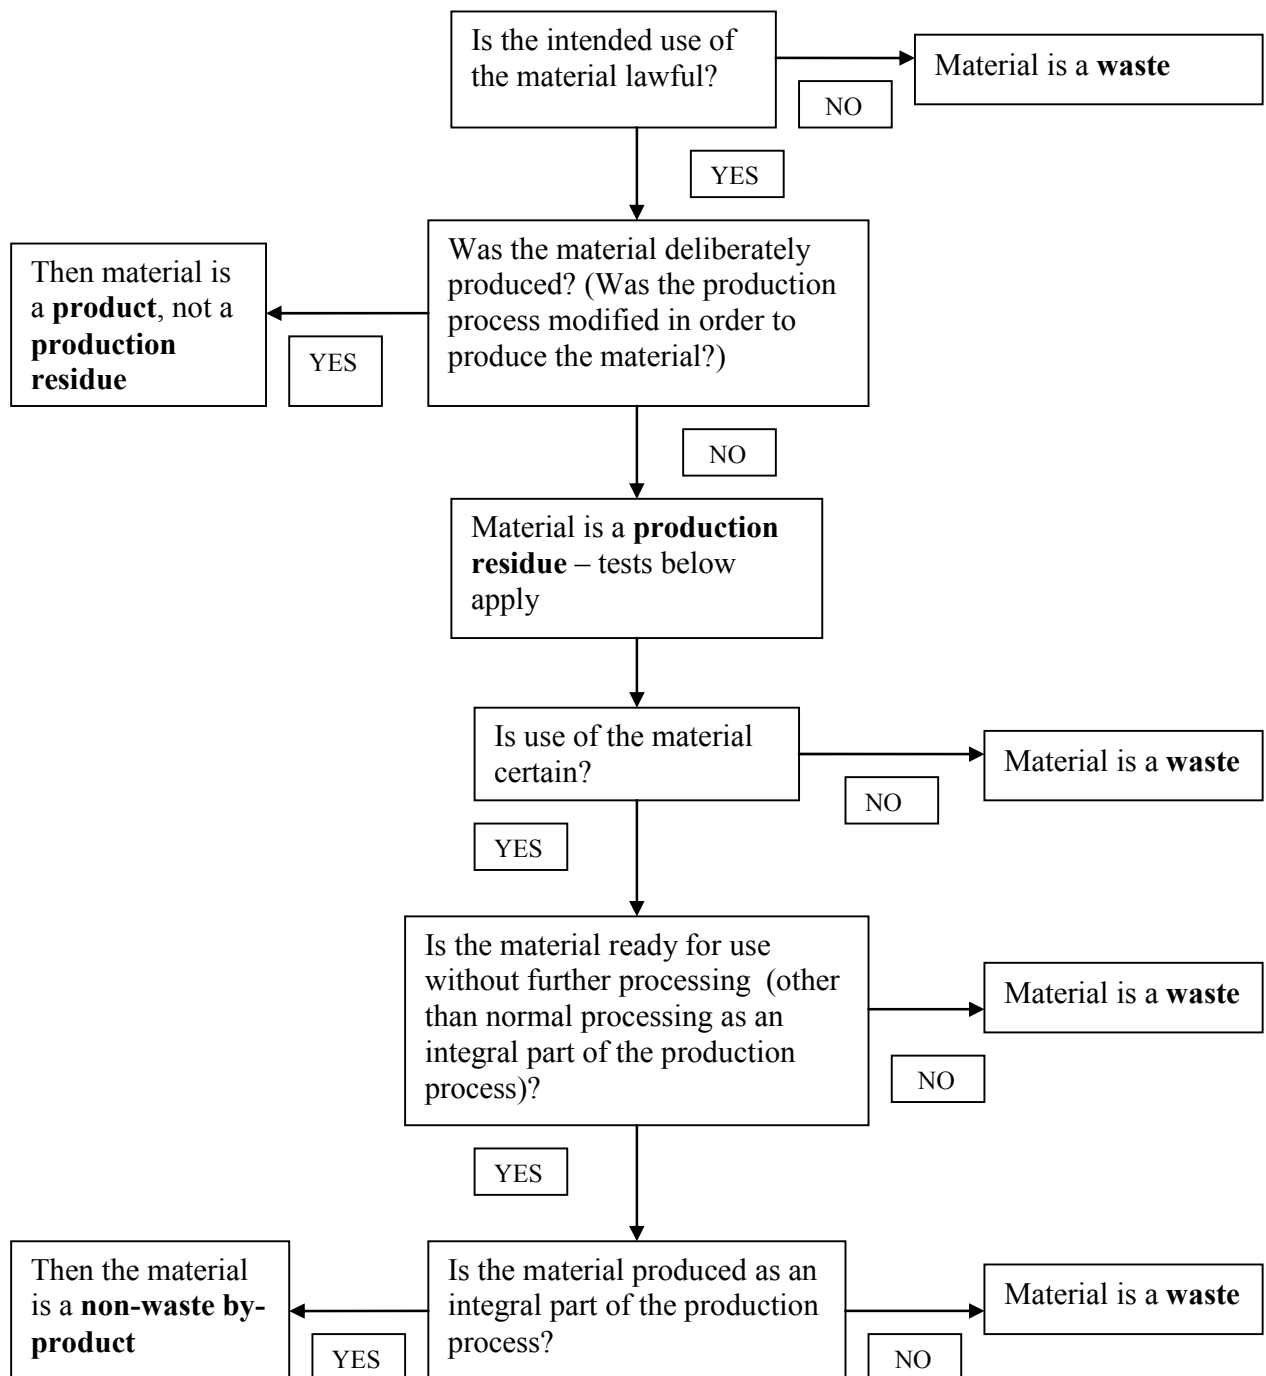 Is the intended use of
the material lawful?
Material is a waste
NO
YES
Then material is
a product, not a
production
residue
YES
Was the material deliberately
produced? (Was the production
process modified in order to
produce the material?)
NO
Material is a production
residue – tests below
apply
Is use of the material
certain?
Material is a waste
NO
YES
Is the material ready for use
without further processing  (other
than normal processing as an
integral part of the production
process)?
Material is a waste
NO
YES
Then the material
is a non-waste by-
product
YES
Is the material produced as an
integral part of the production
process?
Material is a waste
NO